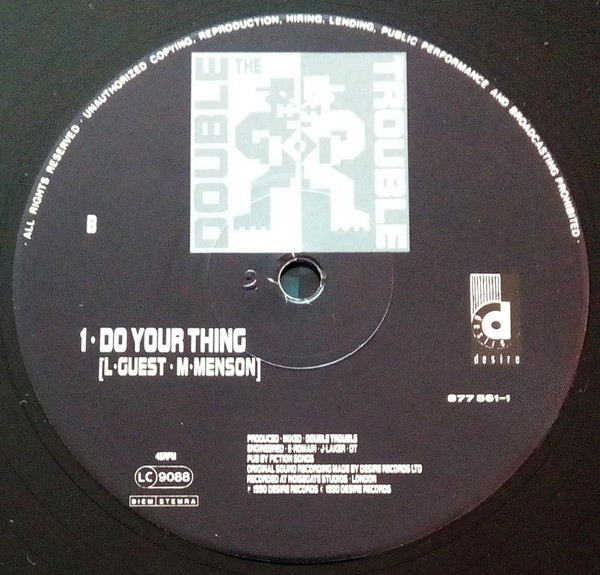 · ALL RIGHTS RESERVED · UNAUTHORIZED COPYING, REPRODUCTION, HIRING, LENDING, PUBLIC PERFORMANCE AND BROADCASTING PROHIBITED ·
DOUBLE
THE
TROUBLE
B
2
1 · DO YOUR THING
[L·GUEST · M·MENSON]
d
desire
desire
877 561-1
PRODUCED · MIXED · DOUBLE TROUBLE
ENGINEERED · E·ROMAIN · J·LAKER · DT
PUB BY FICTION SONGS
ORIGINAL SOUND RECORDING MADE BY DESIRE RECORDS LTD
RECORDED AT NOISEGATE STUDIOS · LONDON
℗ 1990 DESIRE RECORDS © 1990 DESIRE RECORDS
45RPM
LC 9088
BIEM STEMRA